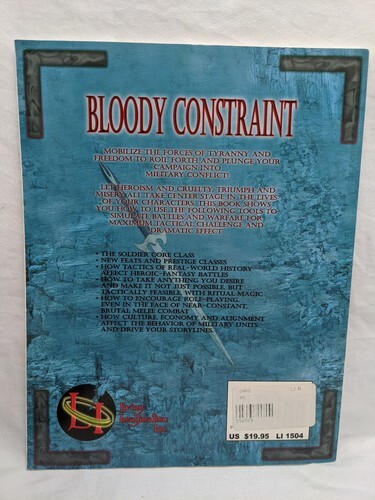 BLOODY CONSTRAINT
MOBILIZE THE FORCES OF TYRANNY AND
FREEDOM TO ROIL FORTH AND PLUNGE YOUR
CAMPAIGN INTO
MILITARY CONFLICT!
LET HEROISM AND CRUELTY, TRIUMPH AND
MISERY ALL TAKE CENTER STAGE IN THE LIVES
OF YOUR CHARACTERS. THIS BOOK SHOWS
YOU HOW TO USE THE FOLLOWING TOOLS TO
SIMULATE BATTLES AND WARFARE FOR
MAXIMUM TACTICAL CHALLENGE AND
DRAMATIC EFFECT
• THE SOLDIER CORE CLASS
• NEW FEATS AND PRESTIGE CLASSES
• HOW TACTICS OF REAL-WORLD HISTORY
AFFECT HEROIC-FANTASY BATTLES
• HOW TO TAKE ANYTHING YOU DESIRE
AND MAKE IT NOT JUST POSSIBLE, BUT
TACTICALLY FEASIBLE, WITH RITUAL MAGIC
• HOW TO ENCOURAGE ROLE-PLAYING,
EVEN IN THE FACE OF NEAR-CONSTANT,
BRUTAL MELEE COMBAT
• HOW CULTURE, ECONOMY AND ALIGNMENT
AFFECT THE BEHAVIOR OF MILITARY UNITS
AND DRIVE YOUR STORYLINES.
LI
Inc.
US $19.95 LI 1504